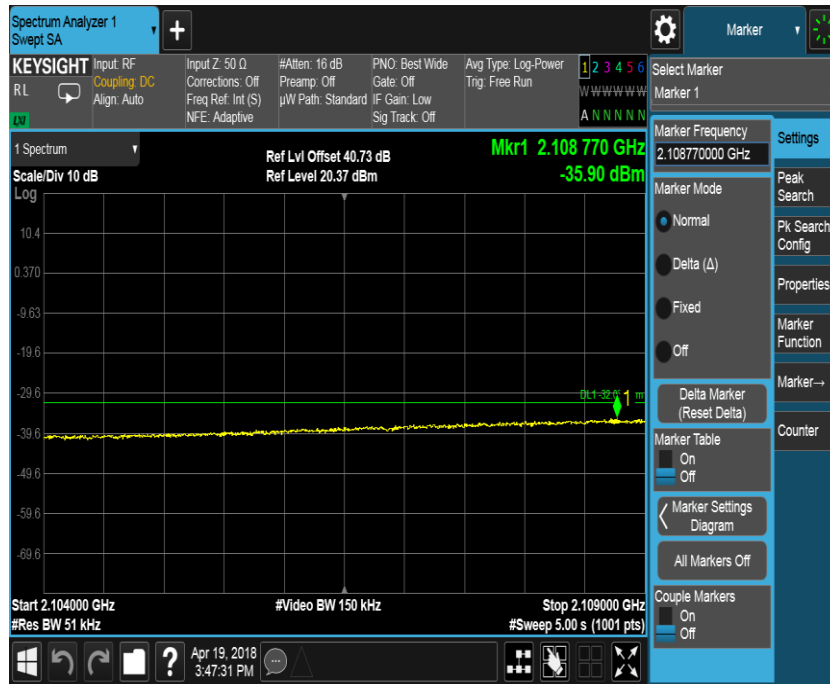 Spectrum Analyzer 1
Swept SA
+
Marker
KEYSIGHT
RL
LXI
Input: RF
Coupling: DC
Align: Auto
Input Z: 50 Ω
Corrections: Off
Freq Ref: Int (S)
NFE: Adaptive
#Atten: 16 dB
Preamp: Off
µW Path: Standard
PNO: Best Wide
Gate: Off
IF Gain: Low
Sig Track: Off
Avg Type: Log-Power
Trig: Free Run
1 2 3 4 5 6
W W W W W W
A N N N N N
Select Marker
Marker 1
1 Spectrum
Scale/Div 10 dB
Log
Ref Lvl Offset 40.73 dB
Ref Level 20.37 dBm
Mkr1 2.108 770 GHz
-35.90 dBm
10.4
0.370
-9.63
-19.6
-29.6
-39.6
-49.6
-59.6
-69.6
1
Start 2.104000 GHz
#Res BW 51 kHz
#Video BW 150 kHz
Stop 2.109000 GHz
#Sweep 5.00 s (1001 pts)
Marker Frequency
2.108770000 GHz
Marker Mode
Normal
Delta (Δ)
Fixed
Off
Delta Marker
(Reset Delta)
Marker Table
On
Off
Marker Settings
Diagram
All Markers Off
Couple Markers
On
Off
Settings
Peak
Search
Pk Search
Config
Properties
Marker
Function
Marker→
Counter
?
Apr 19, 2018
3:47:31 PM